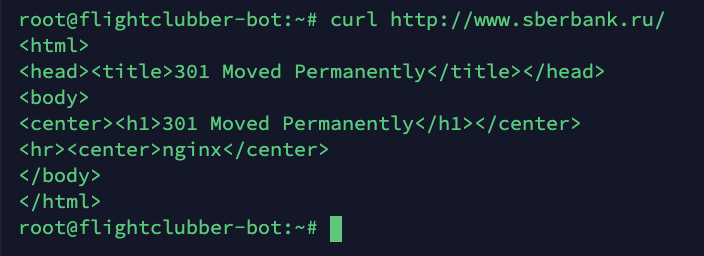 root@flightclubber-bot:~# curl http://www.sberbank.ru/
<html>
<head><title>301 Moved Permanently</title></head>
<body>
<center><h1>301 Moved Permanently</h1></center>
<hr><center>nginx</center>
</body>
</html>
root@flightclubber-bot:~#